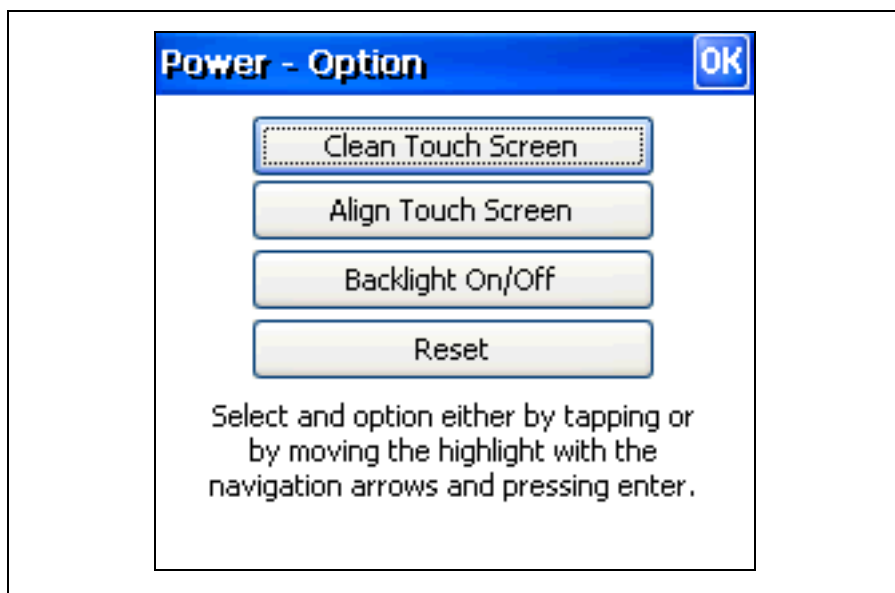 Power - Option OK
Clean Touch Screen
Align Touch Screen
Backlight On/Off
Reset
Select and option either by tapping or
by moving the highlight with the
navigation arrows and pressing enter.